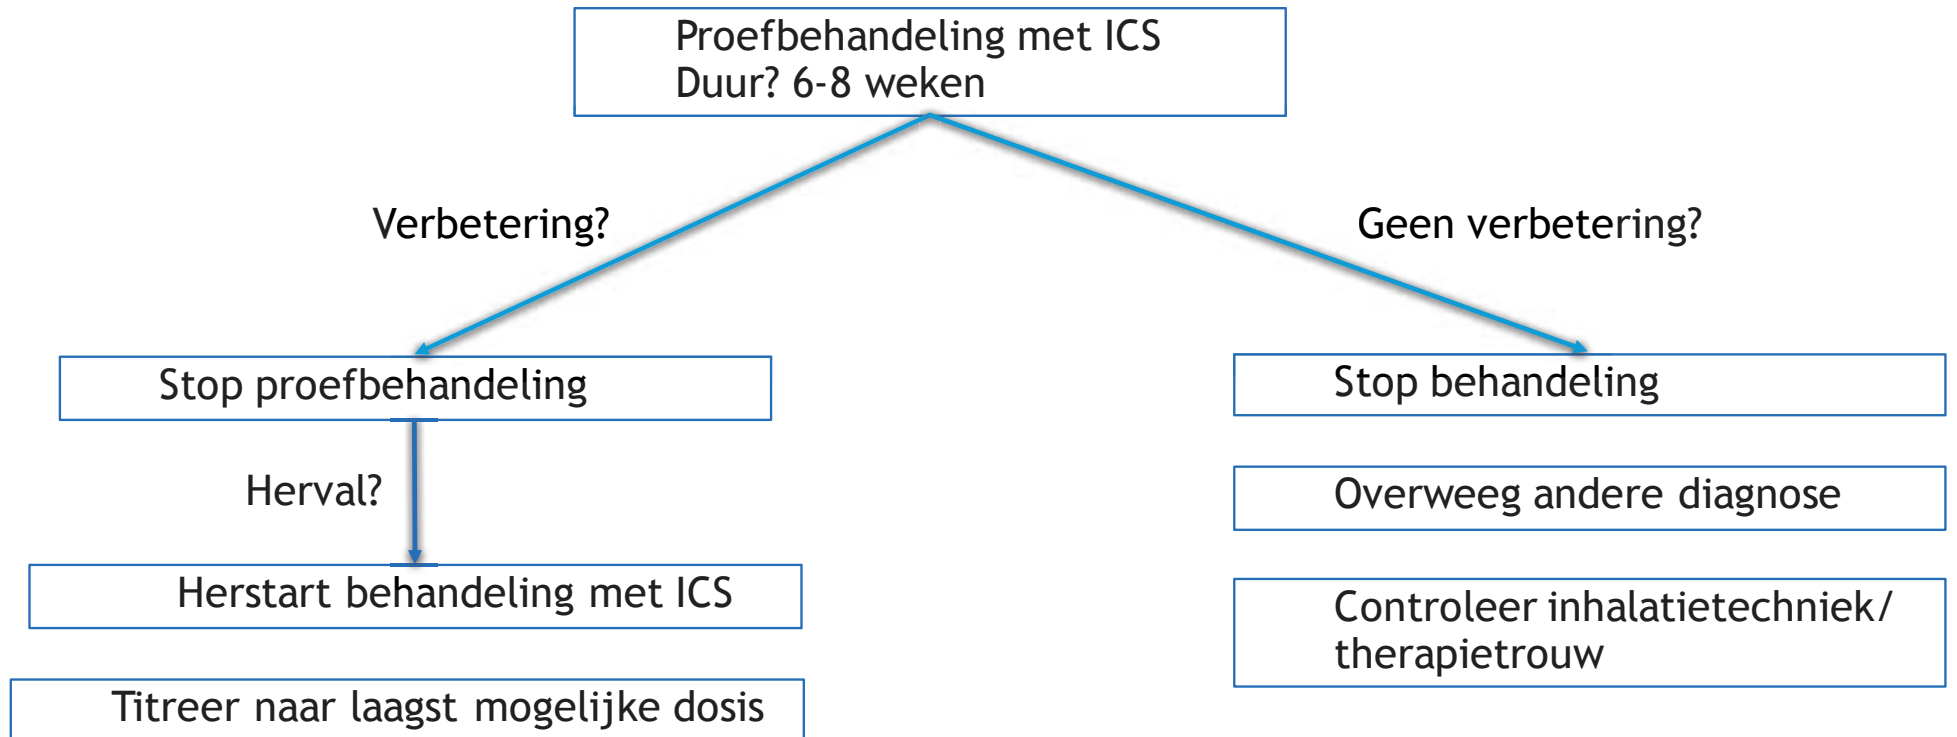 Proefbehandeling met ICS
Duur? 6-8 weken
Verbetering?
Geen verbetering?
Stop proefbehandeling
Stop behandeling
Herval?
Overweeg andere diagnose
Herstart behandeling met ICS
Controleer inhalatietechniek/
therapietrouw
Titreer naar laagst mogelijke dosis